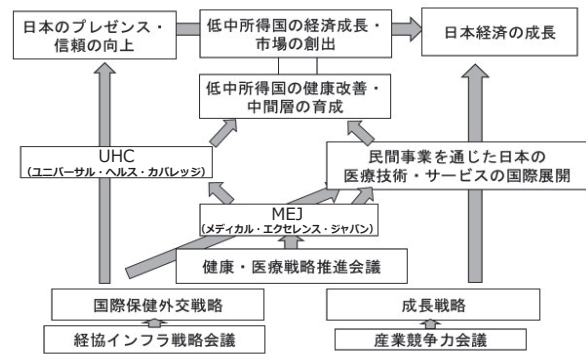 日本のプレゼンス・
信頼の向上
低中所得国の経済成長・
市場の創出
日本経済の成長
低中所得国の健康改善・
中間層の育成
UHC
(ユニバーサル・ヘルス・カバレッジ)
民間事業を通じた日本の
医療技術・サービスの国際展開
MEJ
(メディカル・エクセレンス・ジャパン)
健康・医療戦略推進会議
国際保健外交戦略
成長戦略
経協インフラ戦略会議
産業競争力会議